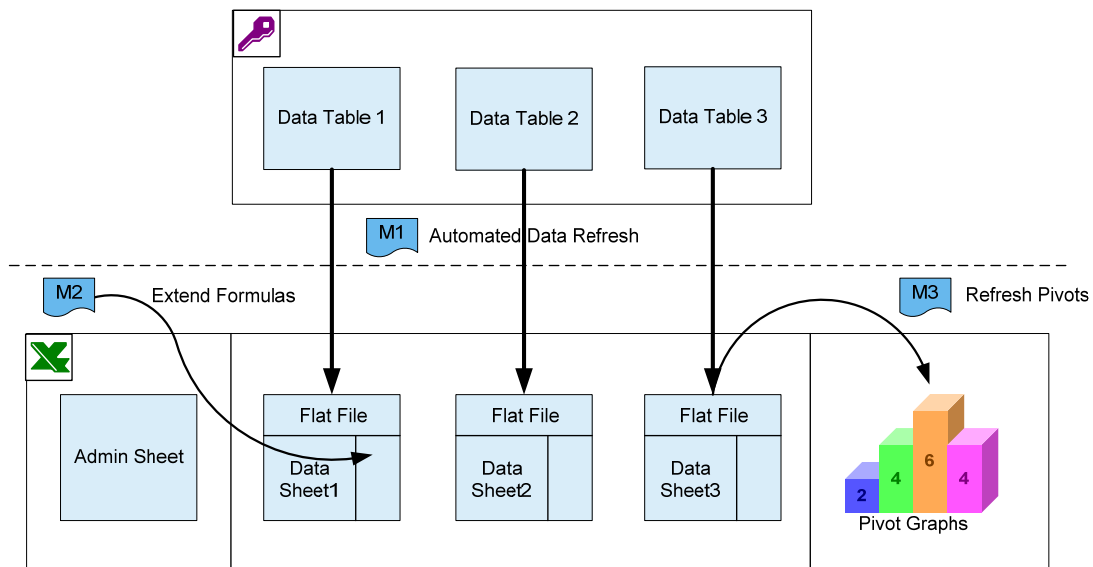 Data Table 1
Data Table 2
Data Table 3
M1
Automated Data Refresh
M2
Extend Formulas
M3
Refresh Pivots
Admin Sheet
Flat File
Data
Sheet1
Flat File
Data
Sheet2
Flat File
Data
Sheet3
2
4
6
4
Pivot Graphs